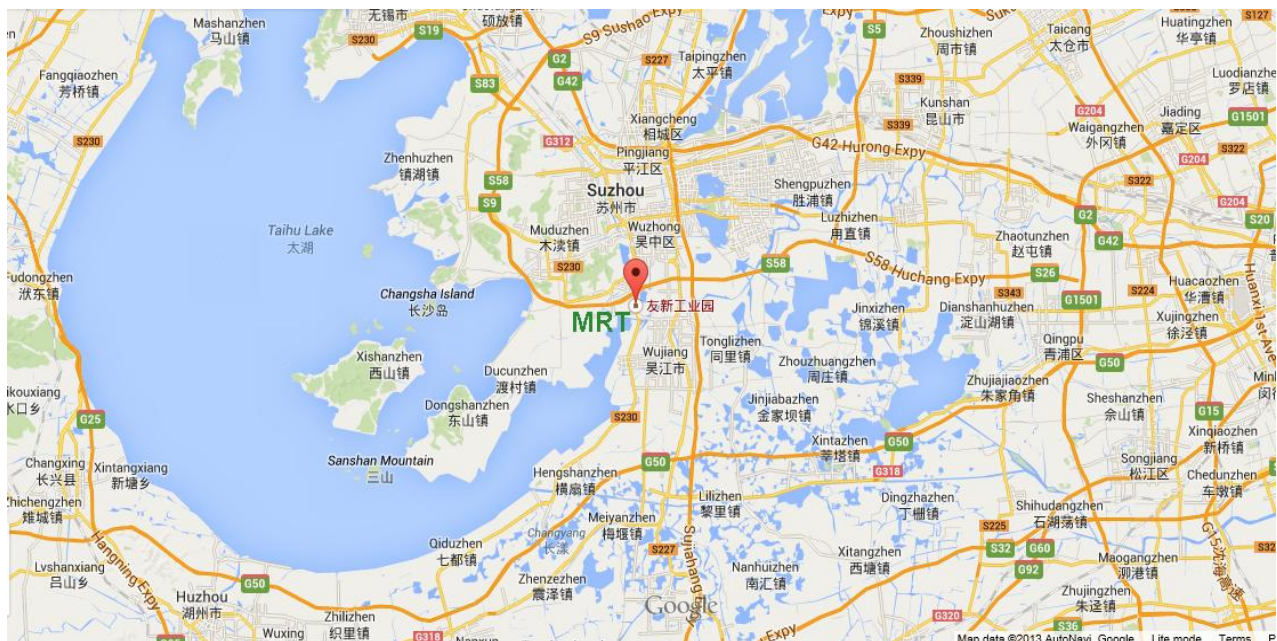 Mashanzhen
马山镇
无锡市
硕放镇
S230
S19
S9 Sushao Expy
Expy
S5
Zhoushizhen
周市镇
Taicang
太仓市
Huatingzhen
华亭镇
S127
Fangqiaozhen
芳桥镇
G2
G42
S227
Taipingzhen
太平镇
S83
S339
Luodianzhen
罗店镇
Kunshan
昆山市
G204
Jiading
嘉定区
G1501
S230
Xiangcheng
相城区
S339
Waigangzhen
外冈镇
G312
Pingjiang
平江区
G42 Hurong Expy
S322
G204
Zhenhuzhen
镇湖镇
S58
Suzhou
苏州市
Shengpuzhen
胜浦镇
S322
S9
G204
S20
Taihu Lake
太湖
Muduzhen
木渎镇
Wuzhong
吴中区
Luzhizhen
甪直镇
G2
G42
Zhaotunzhen
赵屯镇
S230
S58
S58 Huchang Expy
S26
Fudongzhen
洑东镇
Changsha Island
长沙岛
友新工业园
MRT
S343
G1501
S224
Huacaozhen
华漕镇
Huanxi 1st Ave
Jinxizhen
锦溪镇
Dianshanhuzhen
淀山湖镇
Xujingzhen
徐泾镇
Xishanzhen
西山镇
Wujiang
吴江市
Tonglizhen
同里镇
Zhouzhuangzhen
周庄镇
Qingpu
青浦区
G50
Ducunzhen
渡村镇
Zhujiajiaozhen
朱家角镇
Dongshanzhen
东山镇
Jinjiabazhen
金家坝镇
Sheshanzhen
佘山镇
G15
G25
S230
Xintazhen
莘塔镇
G50
Xinqiaozhen
新桥镇
Changxing
长兴县
Xintangxiang
新塘乡
Sanshan Mountain
三山
G50
G318
Songjiang
松江区
Hengshanzhen
横扇镇
Chedunzhen
车墩镇
Zhichengzhen
雉城镇
Lilizhen
黎里镇
Dingzhazhen
丁栅镇
Shihudangzhen
石湖荡镇
Meiyanzhen
梅堰镇
Changyang
长漾
S225
Hangning Expy
Qiduzhen
七都镇
S227
Xitangzhen
西塘镇
S32
G60
G92
Maogangzhen
泖港镇
G15沈海高速
Lvshanxiang
吕山乡
G50
Zhenzezhen
震泽镇
Nanhuizhen
南汇镇
Huzhou
湖州市
Google
Zhujingzhen
朱泾镇
Zhilizhen
织里镇
G318
G320
Wuxing
S36
Map data ©2013 AutoNavi, Google
Lite mode
Terms